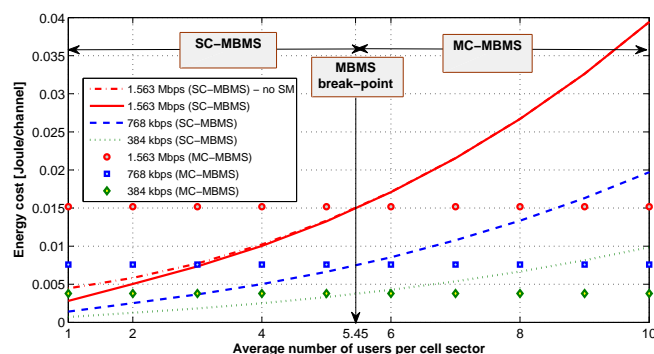 0.04
0.035
0.03
0.025
0.02
0.015
0.01
0.005
0
Energy cost [Joule/channel]
SC−MBMS
MC−MBMS
MBMS
break−point
1.563 Mbps (SC−MBMS) − no SM
1.563 Mbps (SC−MBMS)
768 kbps (SC−MBMS)
384 kbps (SC−MBMS)
1.563 Mbps (MC−MBMS)
768 kbps (MC−MBMS)
384 kbps (MC−MBMS)
1 2 4 5.45 6 8 10
Average number of users per cell sector